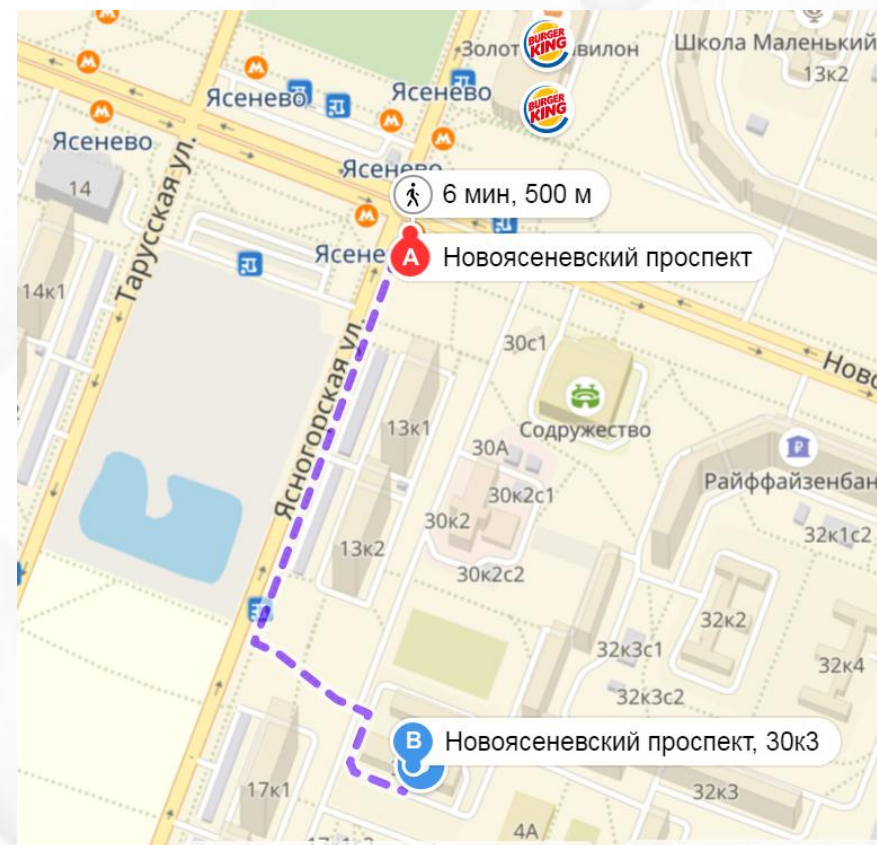 BURGER KING
Золот
вилон
Школа Маленький
13к2
Ясенево
Ясенево
BURGER KING
Ясенево
Ясенево
14
6 мин, 500 м
Ясене
A
Новоясеневский проспект
Тарусская ул.
14к1
30с1
Ново
Ясногорская ул.
13к1
Содружество
30А
Райффайзенбан
30к2с1
30к2
32к1с2
13к2
30к2с2
32к2
32к3с1
32к4
32к3с2
B
Новоясеневский проспект, 30к3
17к1
32к3
4А